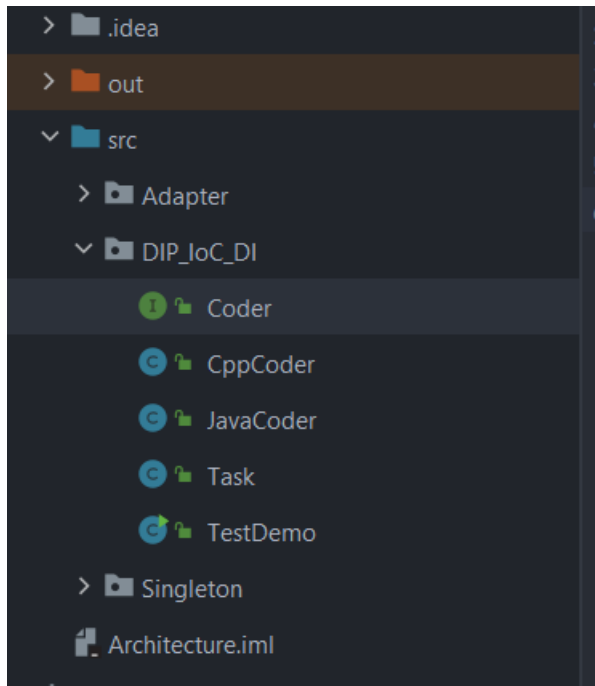 .idea
out
src
Adapter
DIP_IoC_DI
I Coder
C CppCoder
C JavaCoder
C Task
C TestDemo
Singleton
Architecture.iml